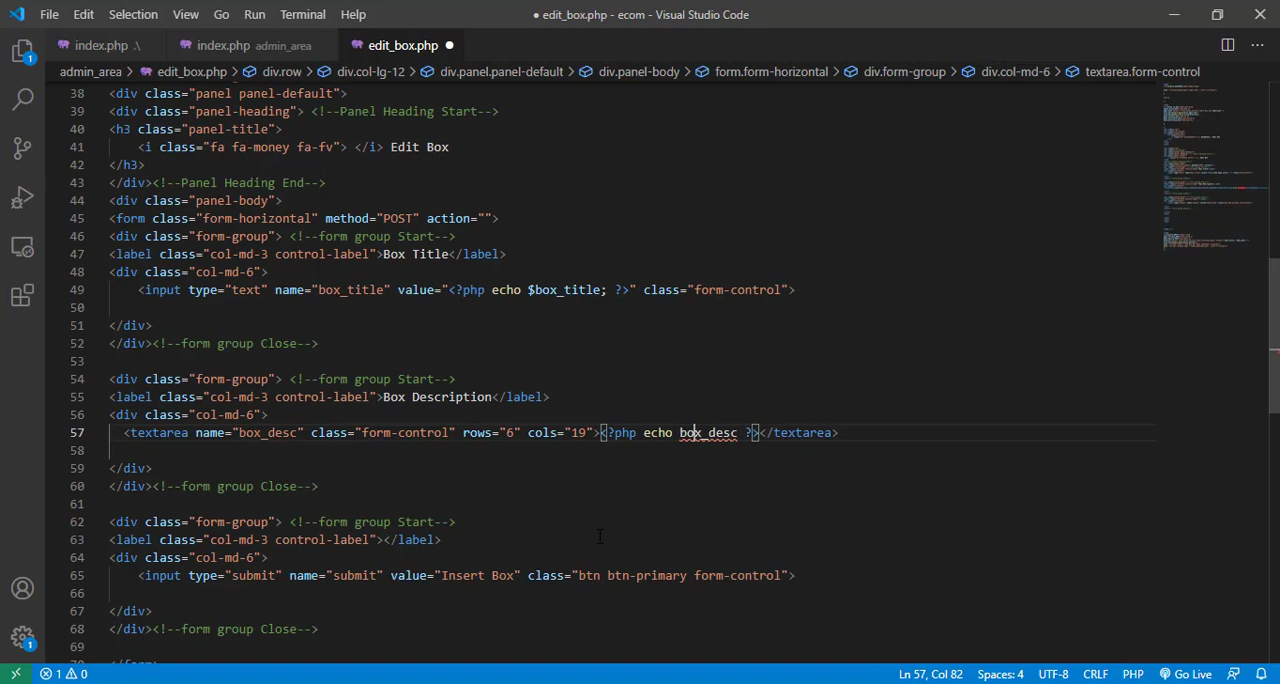 File Edit Selection View Go Run Terminal Help
● edit_box.php - ecom - Visual Studio Code
index.php .\
index.php admin_area
edit_box.php ●
admin_area > edit_box.php > div.row > div.col-lg-12 > div.panel.panel-default > div.panel-body > form.form-horizontal > div.form-group > div.col-md-6 > textarea.form-control
38 <div class="panel panel-default">
39 <div class="panel-heading"> <!--Panel Heading Start-->
40 <h3 class="panel-title">
41 <i class="fa fa-money fa-fv"> </i> Edit Box
42 </h3>
43 </div><!--Panel Heading End-->
44 <div class="panel-body">
45 <form class="form-horizontal" method="POST" action="">
46 <div class="form-group"> <!--form group Start-->
47 <label class="col-md-3 control-label">Box Title</label>
48 <div class="col-md-6">
49 <input type="text" name="box_title" value="<?php echo $box_title; ?>" class="form-control">
50
51 </div>
52 </div><!--form group Close-->
53
54 <div class="form-group"> <!--form group Start-->
55 <label class="col-md-3 control-label">Box Description</label>
56 <div class="col-md-6">
57 <textarea name="box_desc" class="form-control" rows="6" cols="19"><?php echo box_desc ?></textarea>
58
59 </div>
60 </div><!--form group Close-->
61
62 <div class="form-group"> <!--form group Start-->
63 <label class="col-md-3 control-label"></label>
64 <div class="col-md-6">
65 <input type="submit" name="submit" value="Insert Box" class="btn btn-primary form-control">
66
67 </div>
68 </div><!--form group Close-->
69
1
1
1 0
Ln 57, Col 82 Spaces: 4 UTF-8 CRLF PHP Go Live